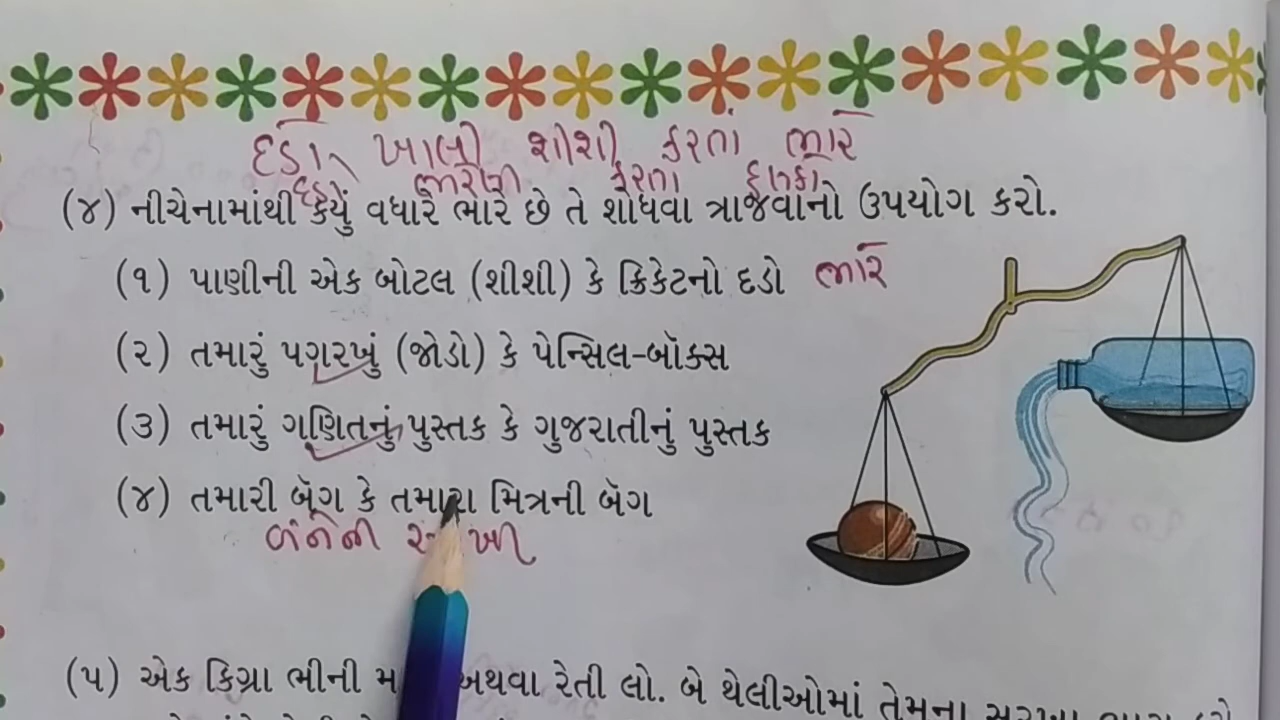 દડો ખાલી શીશી કરતાં ભારે
દડો ભરેલી કરતા હલકો
(૪) નીચેનામાંથી કયું વધારે ભારે છે તે શોધવા ત્રાજવાનો ઉપયોગ કરો.
(૧) પાણીની એક બોટલ (શીશી) કે ક્રિકેટનો દડો ભારે
(૨) તમારું પગરખું (જોડો) કે પેન્સિલ-બૉક્સ
(૩) તમારું ગણિતનું પુસ્તક કે ગુજરાતીનું પુસ્તક
(૪) તમારી બૅગ કે તમારા મિત્રની બૅગ
બંનેની
(૫) એક કિગ્રા ભીની અથવા રેતી લો. બે થેલીઓમાં તેમના